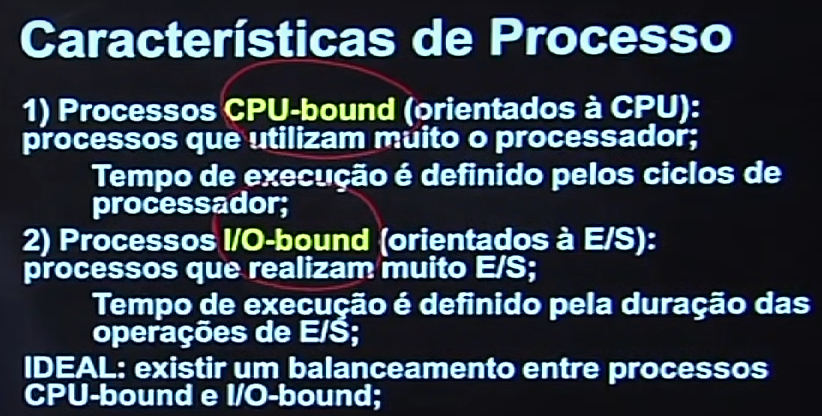 Características de Processo
1) Processos CPU-bound (orientados à CPU):
processos que utilizam muito o processador;
Tempo de execução é definido pelos ciclos de
processador;
2) Processos I/O-bound (orientados à E/S):
processos que realizam muito E/S;
Tempo de execução é definido pela duração das
operações de E/S;
IDEAL: existir um balanceamento entre processos
CPU-bound e I/O-bound;